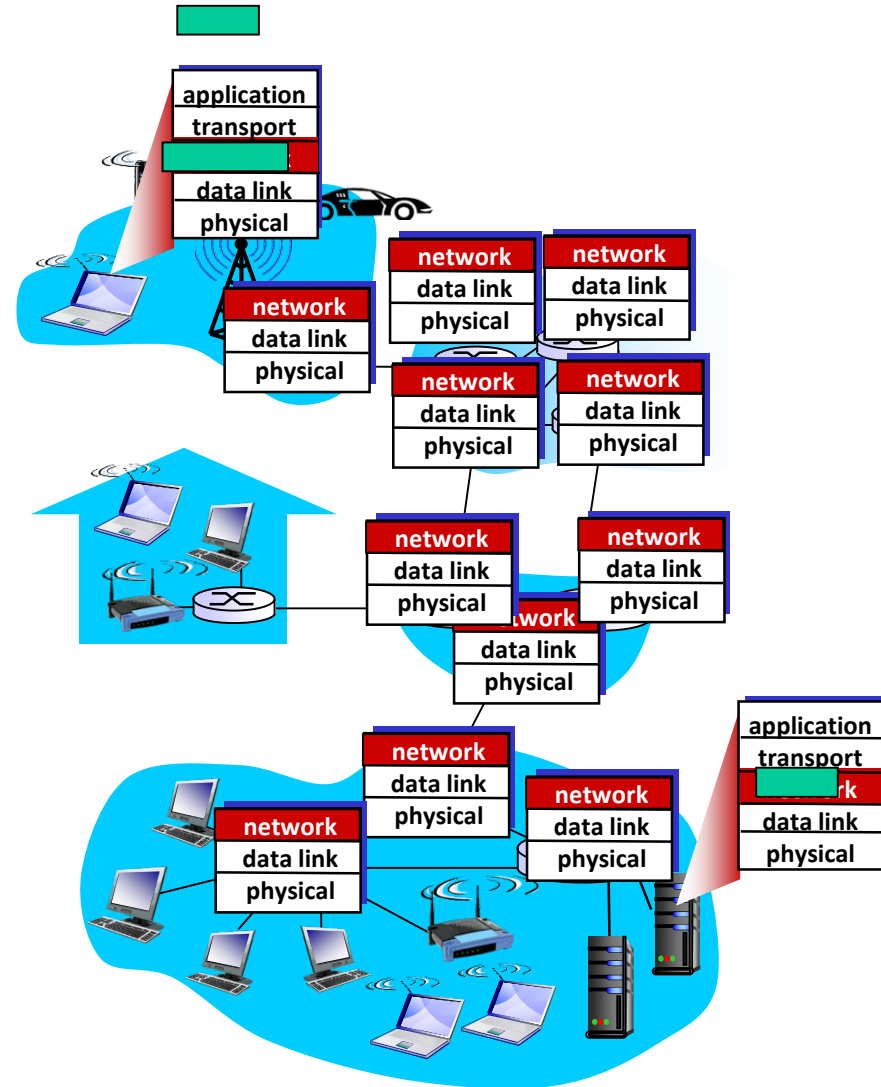 application
transport
data link
physical
network
data link
physical
network
data link
physical
network
data link
physical
network
data link
physical
network
data link
physical
network
data link
physical
network
data link
physical
data link
physical
application
transport
data link
physical
network
data link
physical
network
data link
physical
network
data link
physical